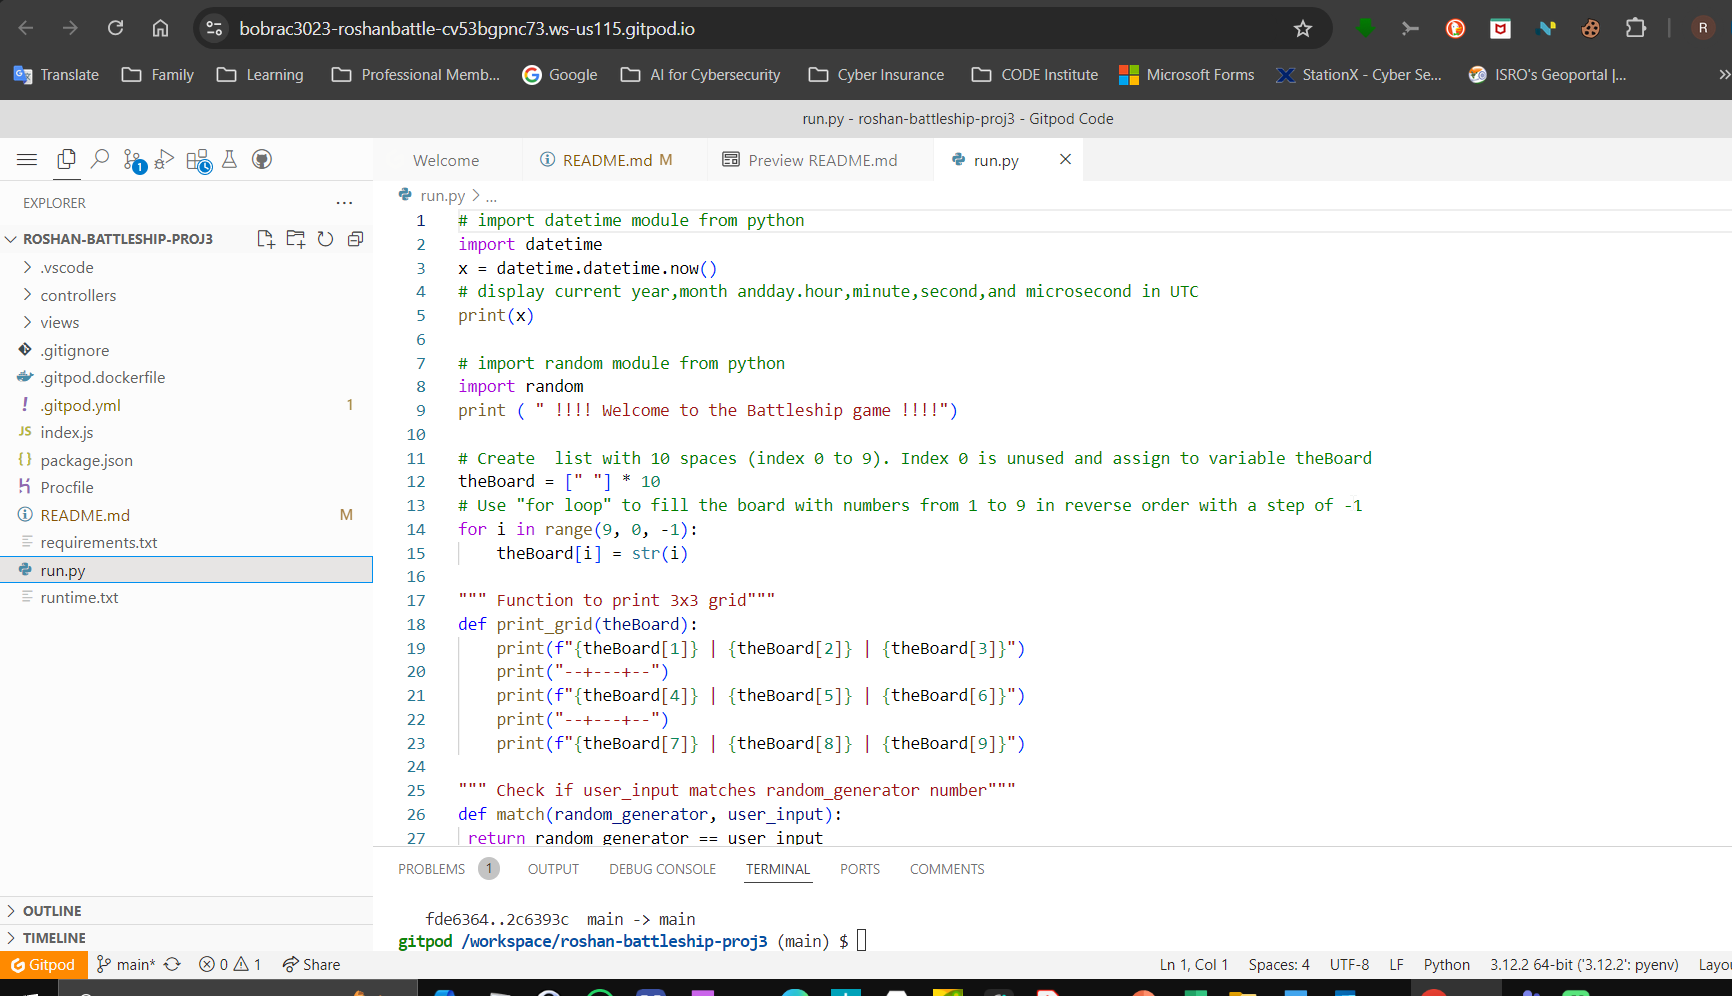 bobrac3023-roshanbattle-cv53bgpnc73.ws-us115.gitpod.io
R
Translate Family Learning Professional Memb... Google AI for Cybersecurity Cyber Insurance CODE Institute Microsoft Forms StationX - Cyber Se... ISRO's Geoportal |... »
run.py - roshan-battleship-proj3 - Gitpod Code
1
Welcome README.md M Preview README.md run.py
EXPLORER
ROSHAN-BATTLESHIP-PROJ3
.vscode
controllers
views
.gitignore
.gitpod.dockerfile
! .gitpod.yml 1
JS index.js
{} package.json
Procfile
README.md M
requirements.txt
run.py
runtime.txt
OUTLINE
TIMELINE
run.py > ...
1 # import datetime module from python
2 import datetime
3 x = datetime.datetime.now()
4 # display current year,month andday.hour,minute,second,and microsecond in UTC
5 print(x)
6
7 # import random module from python
8 import random
9 print ( " !!!! Welcome to the Battleship game !!!!")
10
11 # Create  list with 10 spaces (index 0 to 9). Index 0 is unused and assign to variable theBoard
12 theBoard = [" "] * 10
13 # Use "for loop" to fill the board with numbers from 1 to 9 in reverse order with a step of -1
14 for i in range(9, 0, -1):
15     theBoard[i] = str(i)
16
17 """ Function to print 3x3 grid"""
18 def print_grid(theBoard):
19     print(f"{theBoard[1]} | {theBoard[2]} | {theBoard[3]}")
20     print("--+---+--")
21     print(f"{theBoard[4]} | {theBoard[5]} | {theBoard[6]}")
22     print("--+---+--")
23     print(f"{theBoard[7]} | {theBoard[8]} | {theBoard[9]}")
24
25 """ Check if user_input matches random_generator number"""
26 def match(random_generator, user_input):
27  return random_generator == user_input
PROBLEMS 1 OUTPUT DEBUG CONSOLE TERMINAL PORTS COMMENTS
fde6364..2c6393c  main -> main
gitpod /workspace/roshan-battleship-proj3 (main) $
Gitpod main* 0 1 Share Ln 1, Col 1 Spaces: 4 UTF-8 LF Python 3.12.2 64-bit ('3.12.2': pyenv) Layou